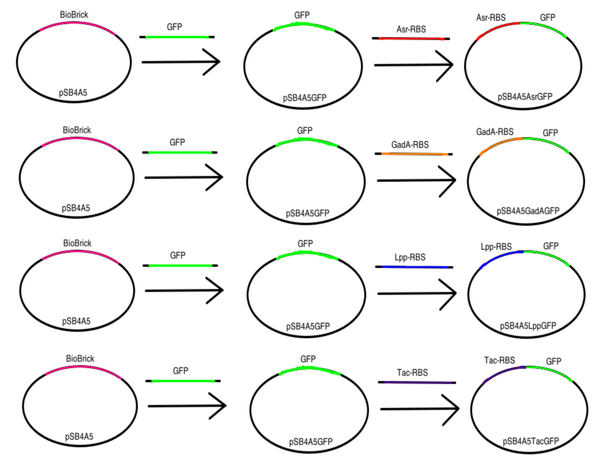 BioBrick
GFP
GFP
Asr-RBS
Asr-RBS
GFP
pSB4A5
pSB4A5GFP
pSB4A5AsrGFP
BioBrick
GFP
GFP
GadA-RBS
GadA-RBS
GFP
pSB4A5
pSB4A5GFP
pSB4A5GadAGFP
BioBrick
GFP
GFP
Lpp-RBS
Lpp-RBS
GFP
pSB4A5
pSB4A5GFP
pSB4A5LppGFP
BioBrick
GFP
GFP
Tac-RBS
Tac-RBS
GFP
pSB4A5
pSB4A5GFP
pSB4A5TacGFP